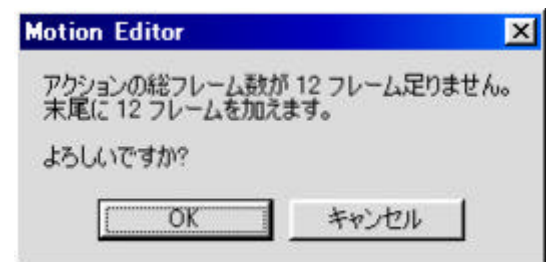 Motion Editor
アクションの総フレーム数が 12 フレーム足りません。
末尾に 12 フレームを加えます。
よろしいですか?
OK
キャンセル